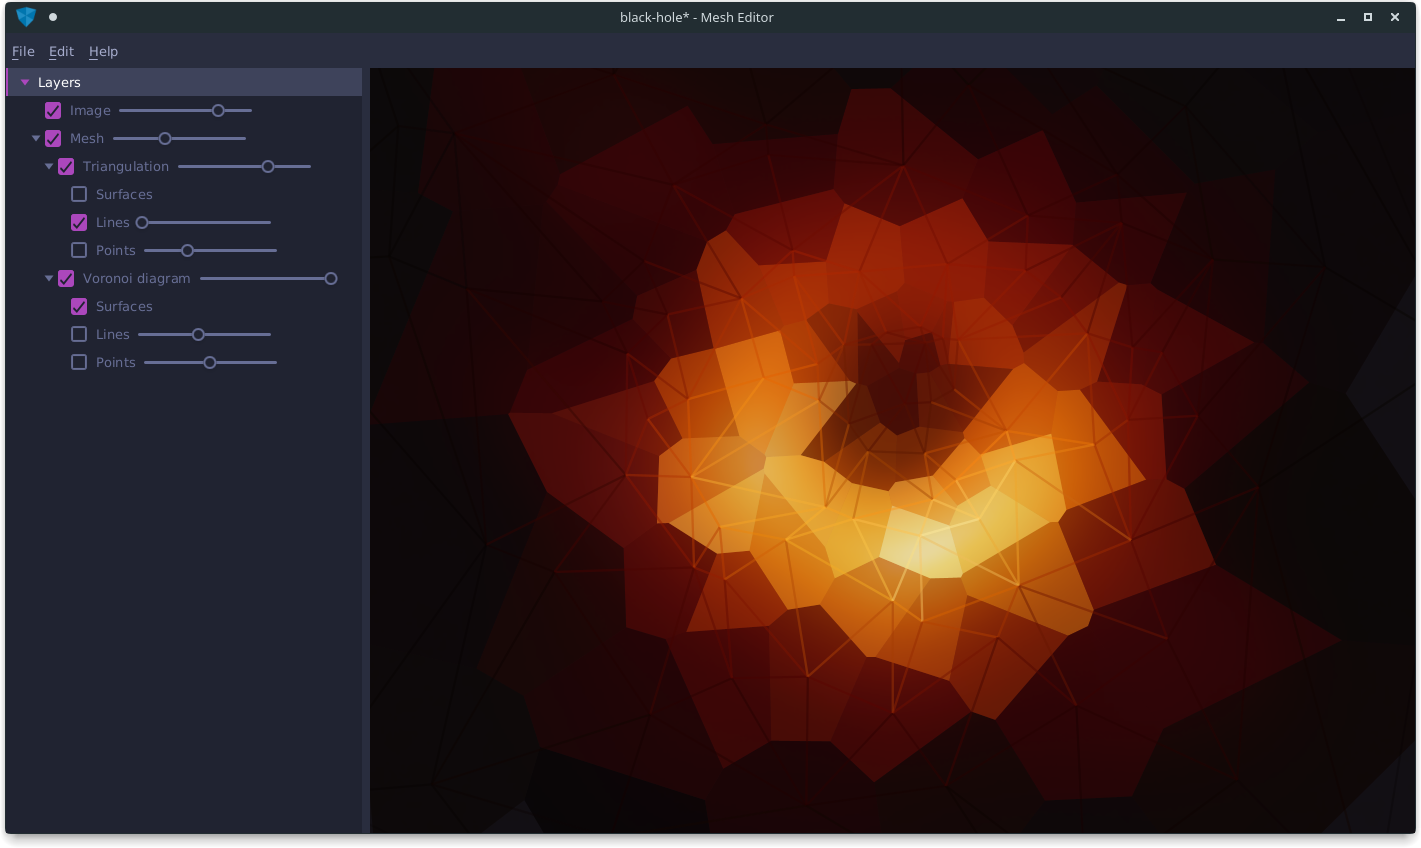 black-hole* - Mesh Editor
File Edit Help
Layers
Image
Mesh
Triangulation
Surfaces
Lines
Points
Voronoi diagram
Surfaces
Lines
Points